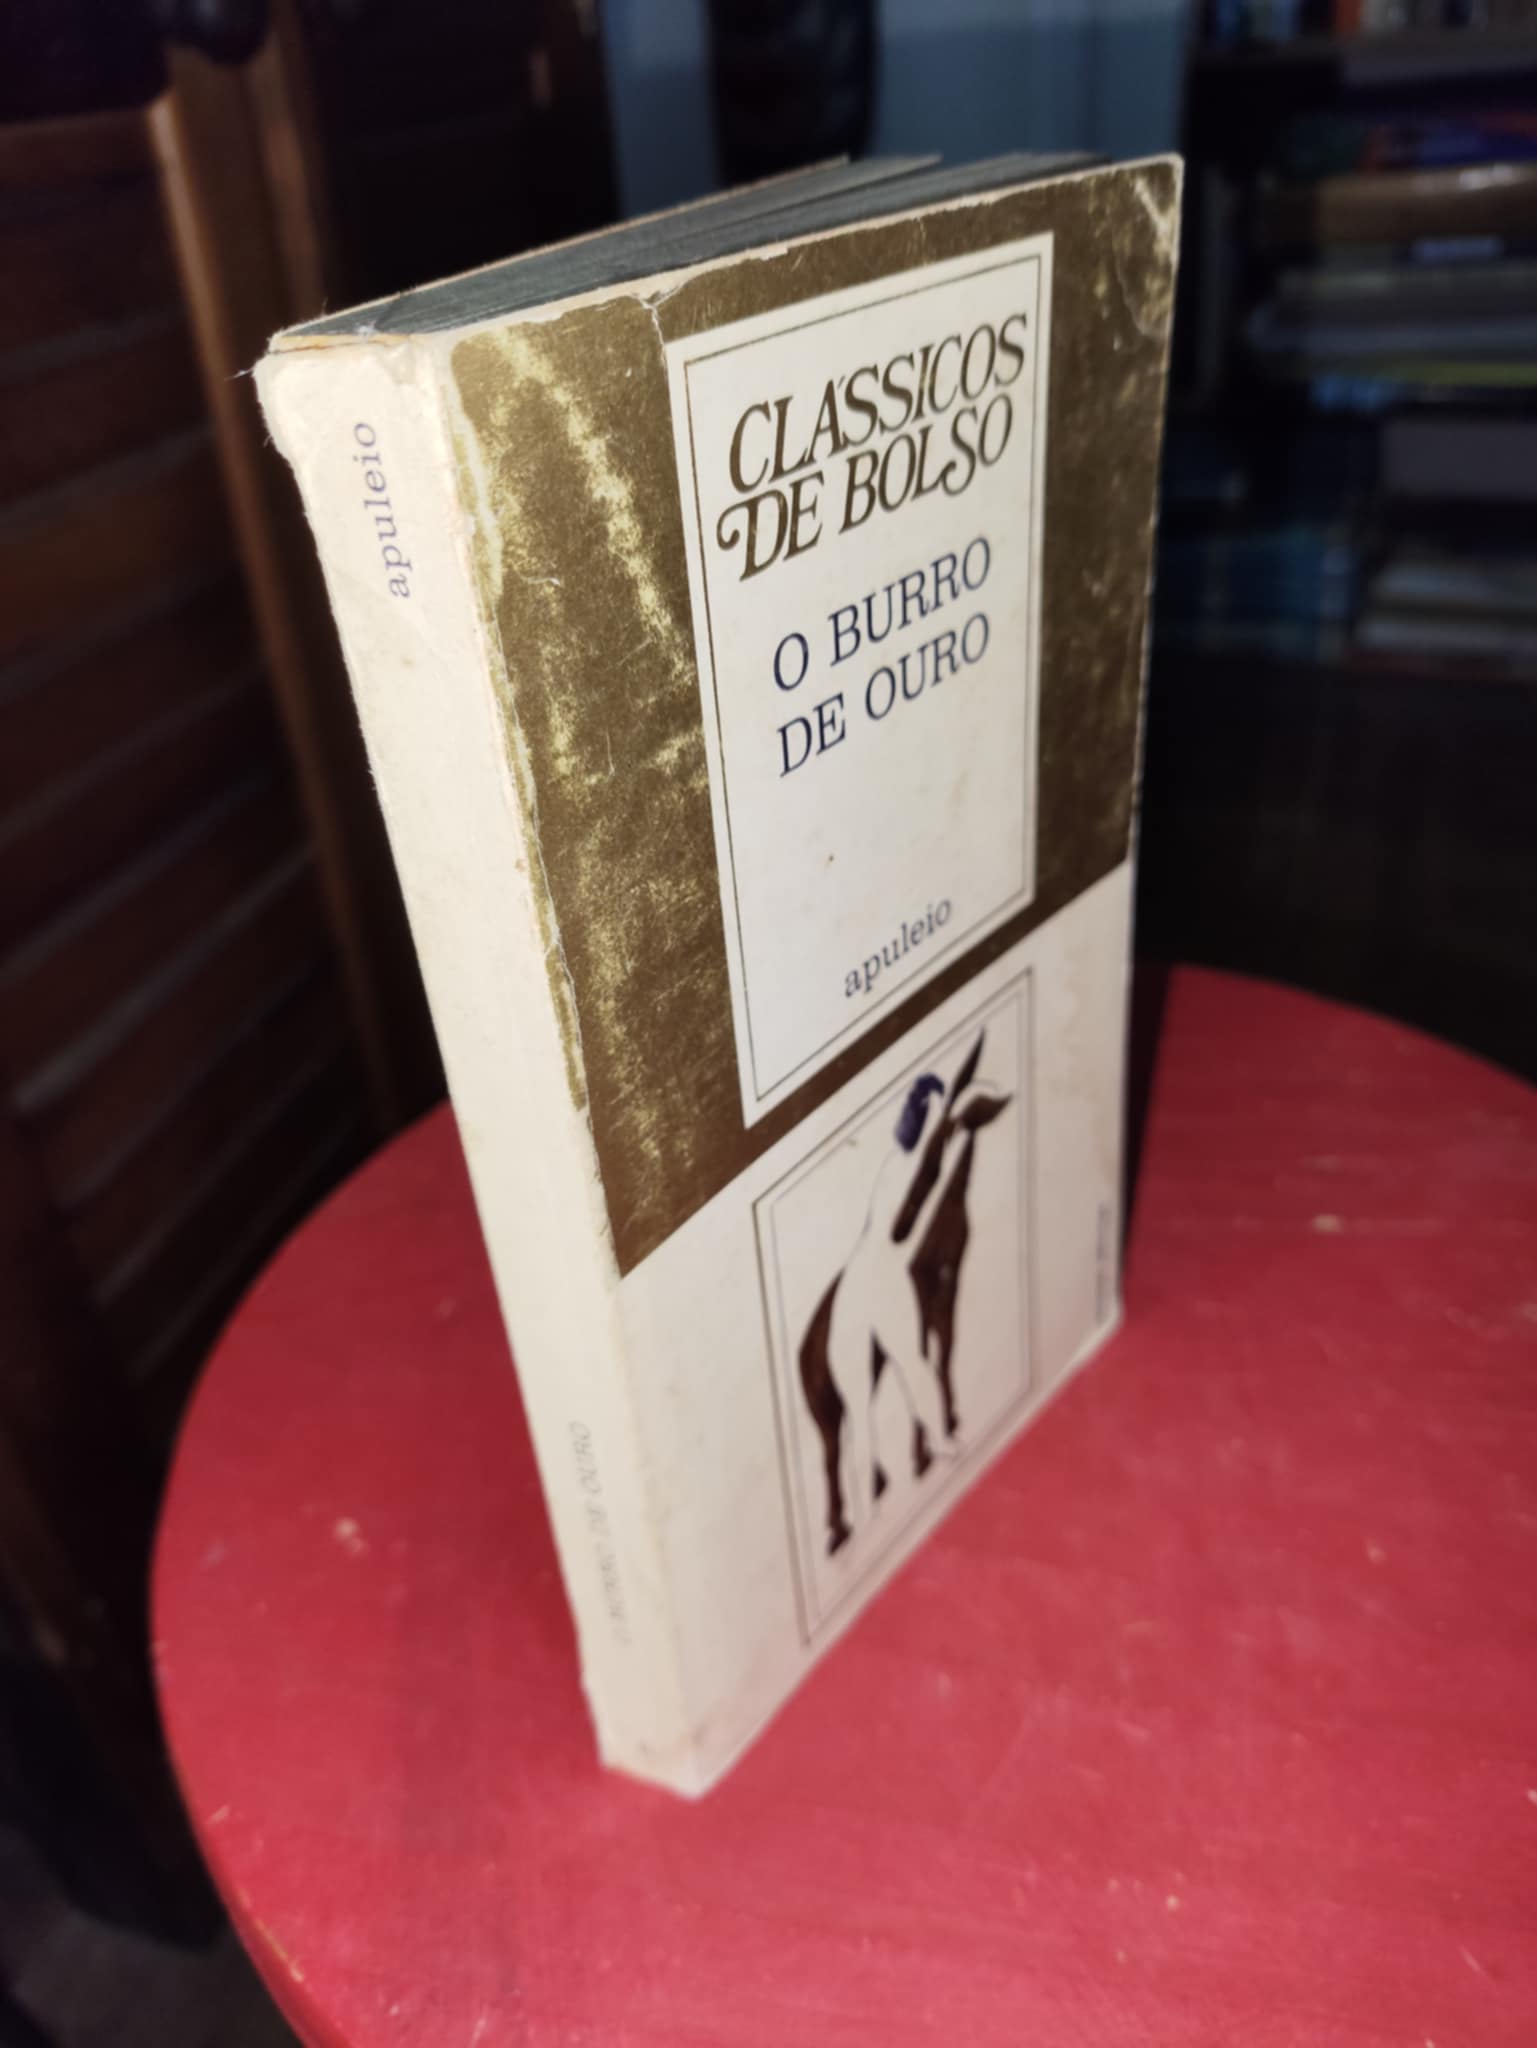 apuleio
CLÁSSICOS
DE BOLSO
O BURRO
DE OURO
apuleio
O BURRO DE OURO